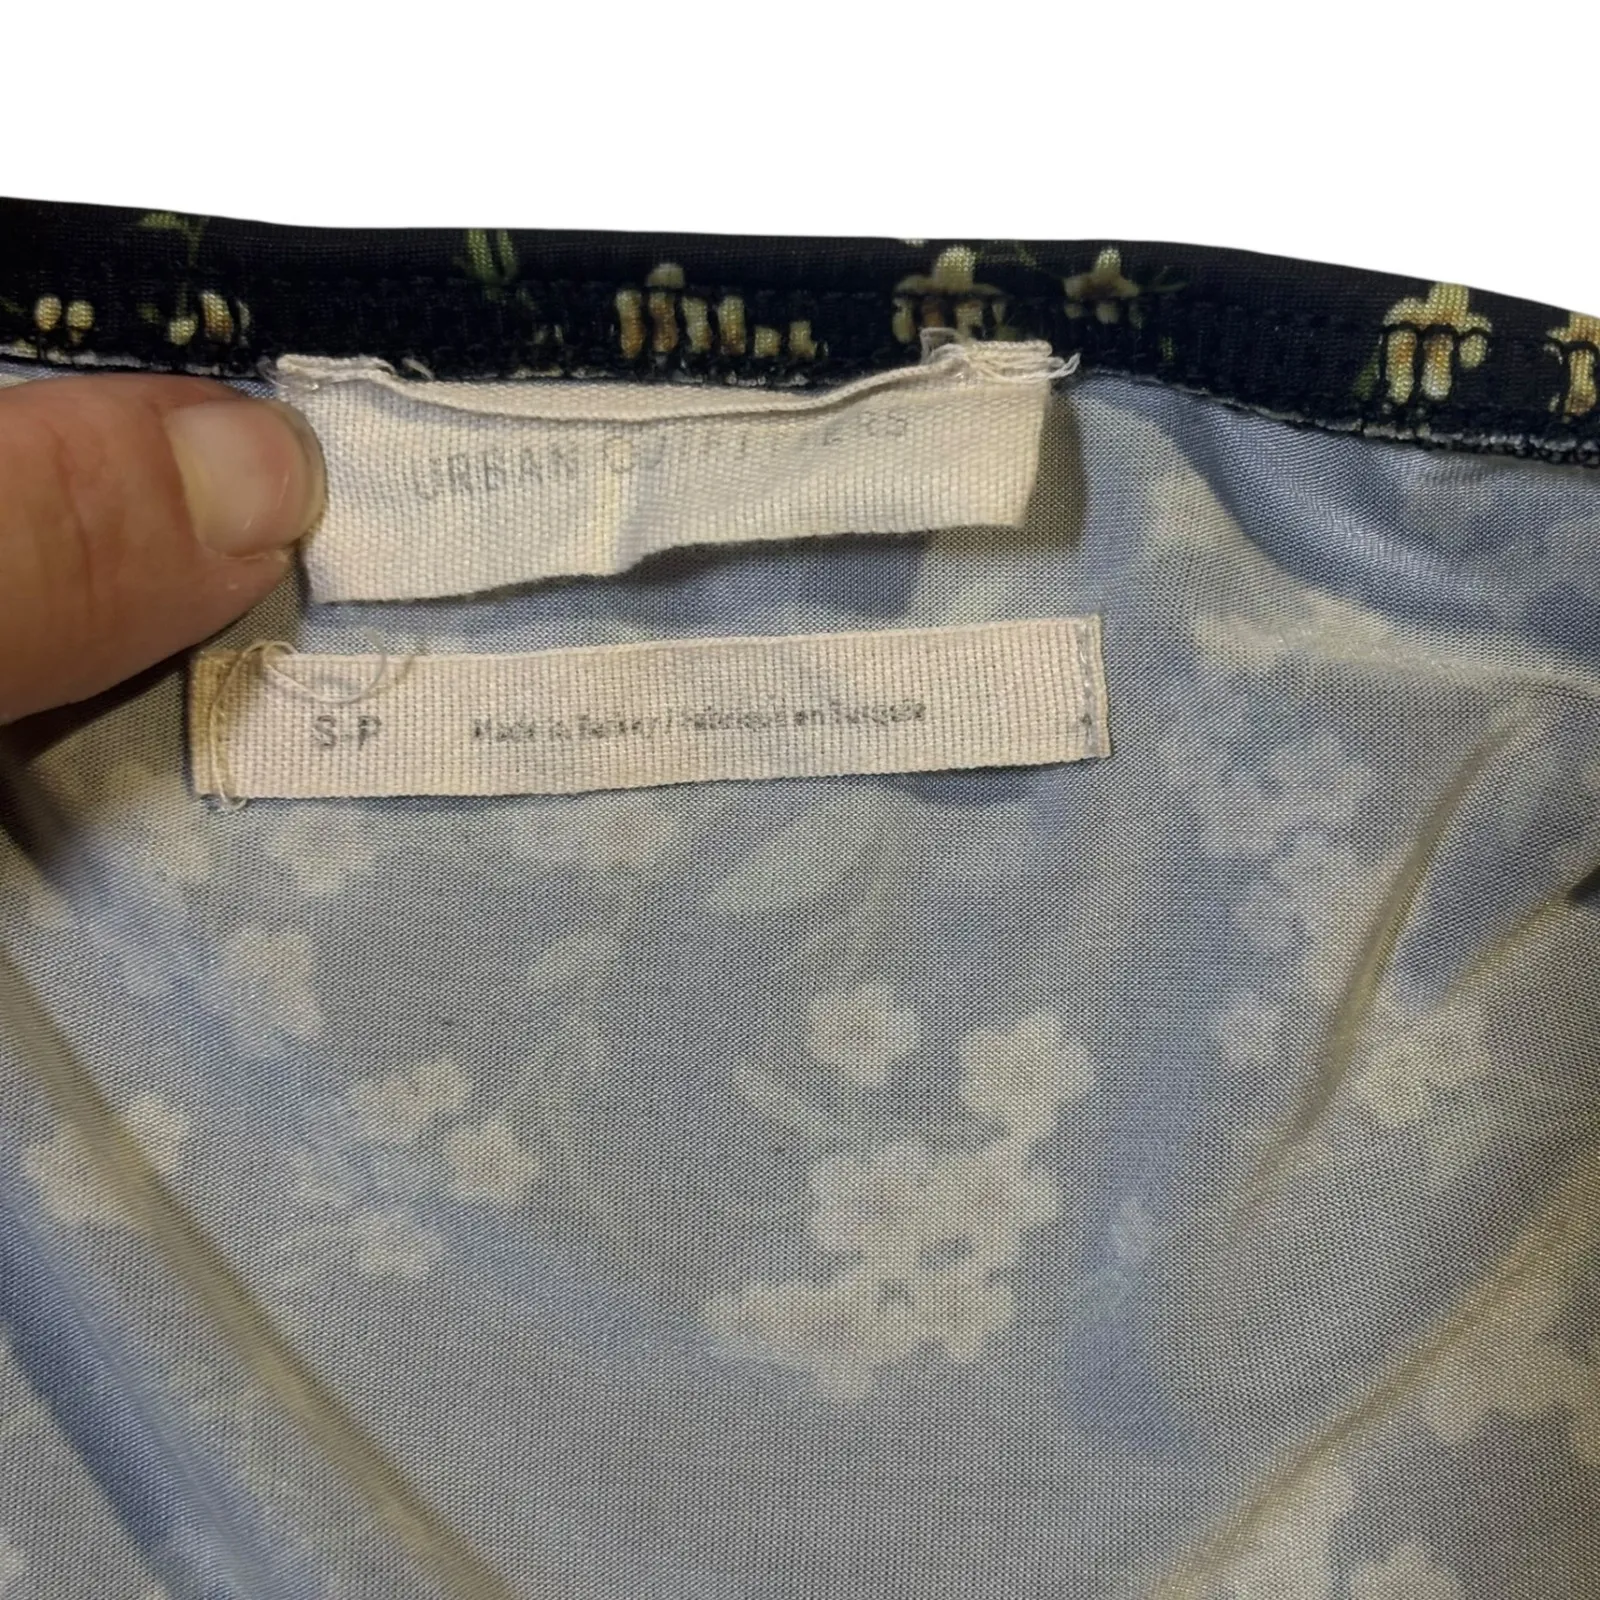 URBAN OUTFITTERS
S-P Made in Turkey / Fabriqué en Turquie